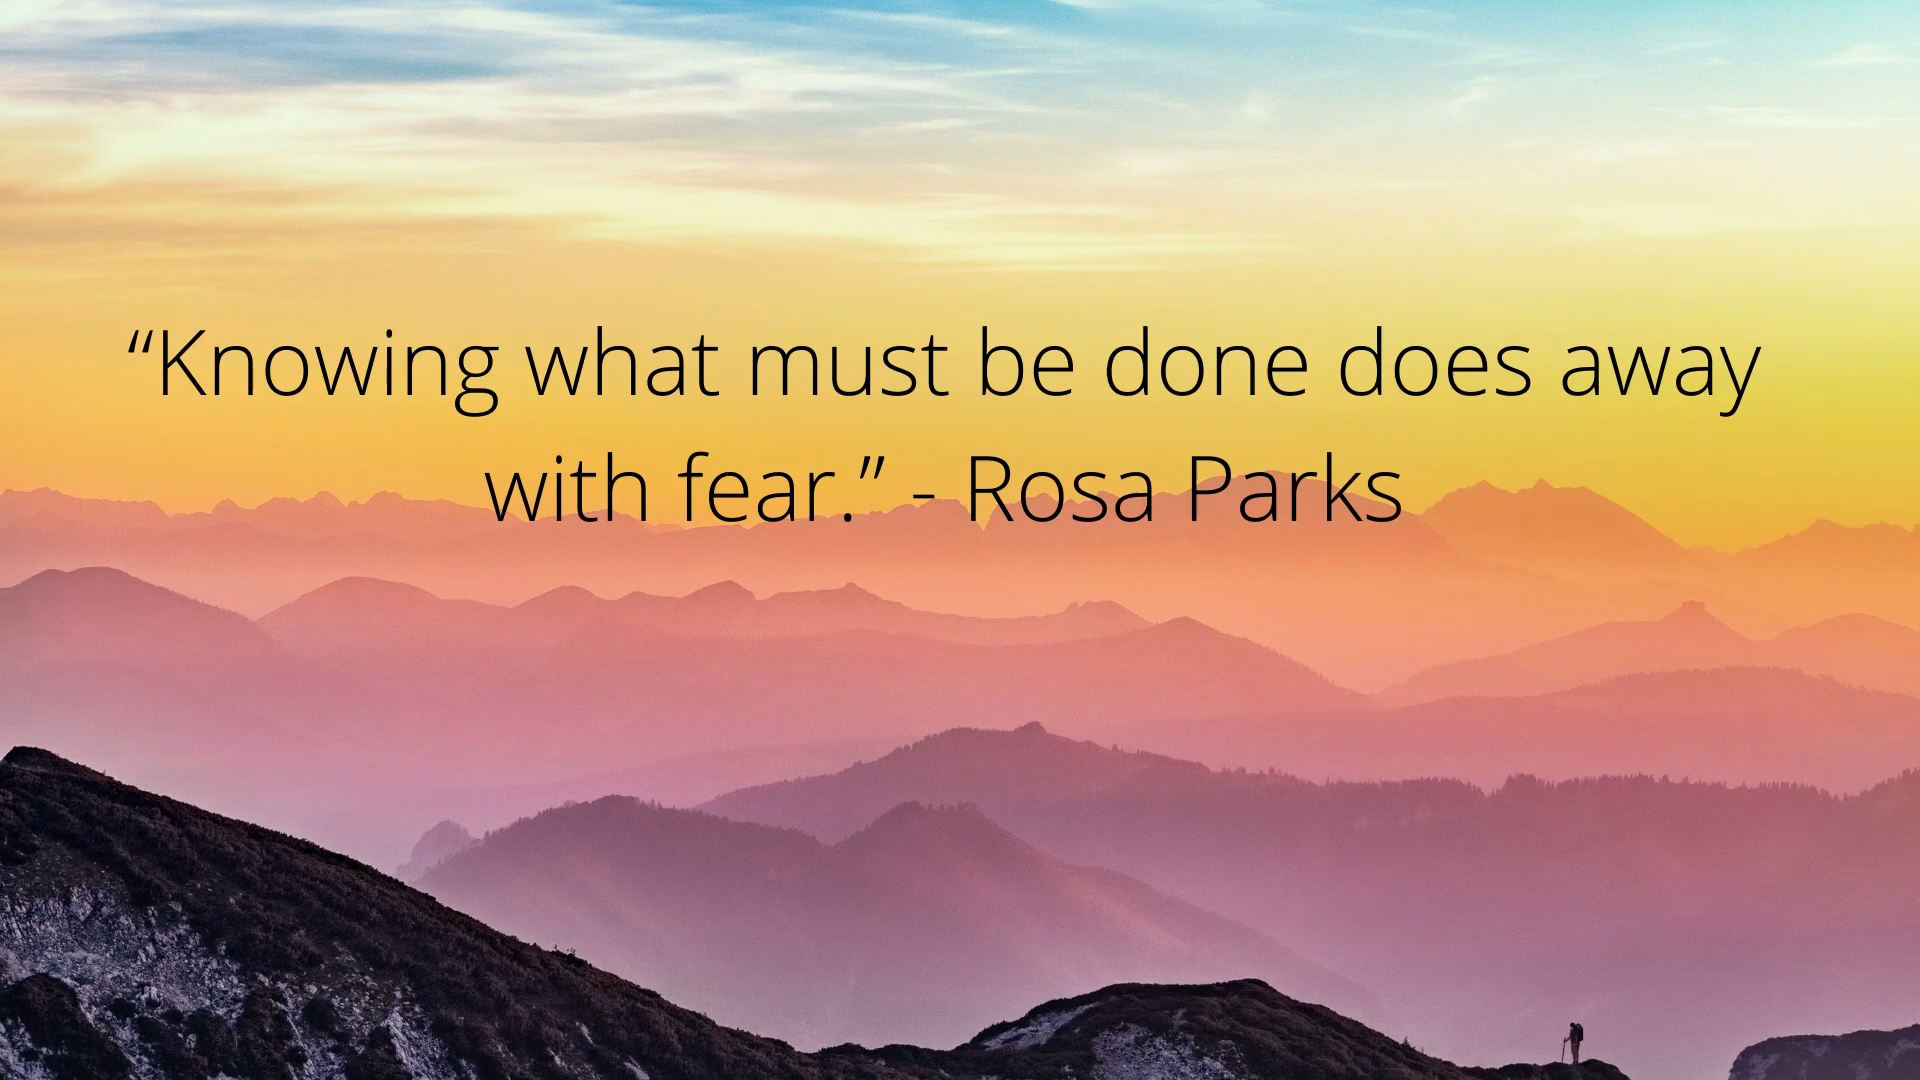 “Knowing what must be done does away
with fear.” - Rosa Parks